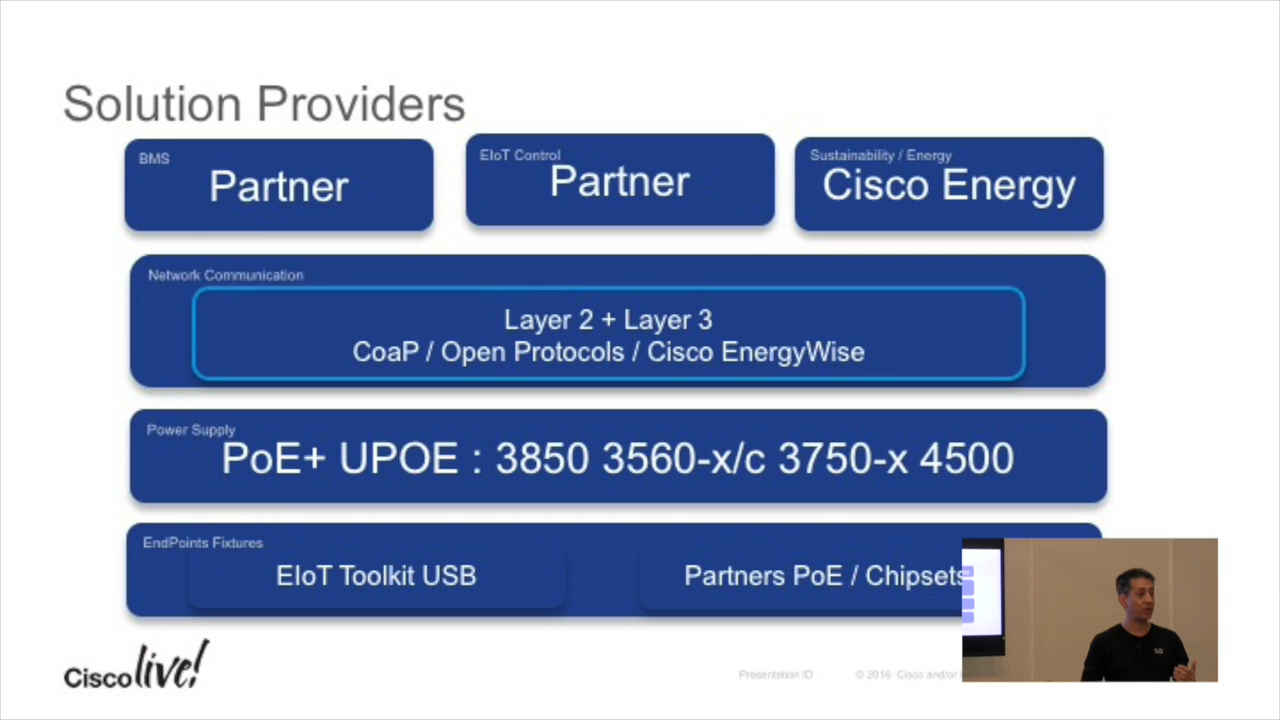 Solution Providers
BMS
Partner
EIoT Control
Partner
Sustainability / Energy
Cisco Energy
Network Communication
Layer 2 + Layer 3
CoaP / Open Protocols / Cisco EnergyWise
Power Supply
PoE+ UPOE : 3850 3560-x/c 3750-x 4500
EndPoints Fixtures
EIoT Toolkit USB
Partners PoE / Chipsets
Cisco live!
Presentation ID
© 2016 Cisco and/or